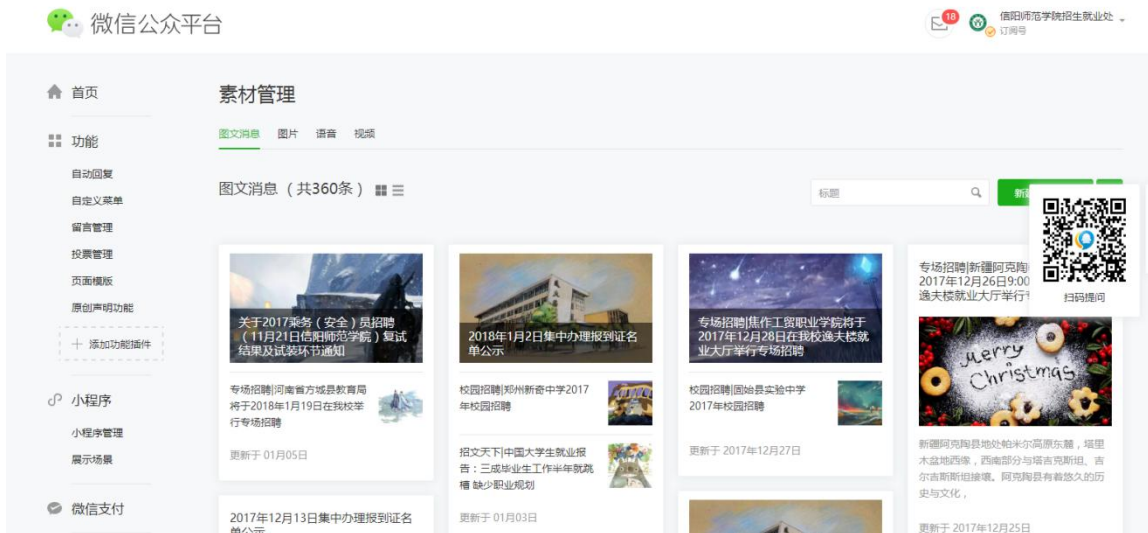 微信公众平台
18
信阳师范学院招生就业处
订阅号
首页
功能
自动回复
自定义菜单
留言管理
投票管理
页面模版
原创声明功能
添加功能插件
小程序
小程序管理
展示场景
微信支付
素材管理
图文消息 图片 语音 视频
图文消息（共360条）
标题
扫码提问
关于2017乘务（安全）员招聘
（11月21日信阳师范学院）复试
结果及试装环节通知
专场招聘|河南省方城县教育局
将于2018年1月19日在我校举
行专场招聘
更新于 01月05日
2017年12月13日集中办理报到证名
单公示
2018年1月2日集中办理报到证名
单公示
校园招聘|郑州新奇中学2017
年校园招聘
招文天下|中国大学生就业报
告：三成毕业生工作半年就跳
槽 缺少职业规划
更新于 01月03日
专场招聘|焦作工贸职业学院将于
2017年12月28日在我校逸夫楼就
业大厅举行专场招聘
校园招聘|固始县实验中学
2017年校园招聘
更新于 2017年12月27日
专场招聘|新疆阿克陶
2017年12月26日9:00
逸夫楼就业大厅举行
Merry
Christmas
新疆阿克陶县地处帕米尔高原东麓，塔里
木盆地西缘，西南部分与塔吉克斯坦、吉
尔吉斯斯坦接壤。阿克陶县有着悠久的历
史与文化，
更新于 2017年12月25日